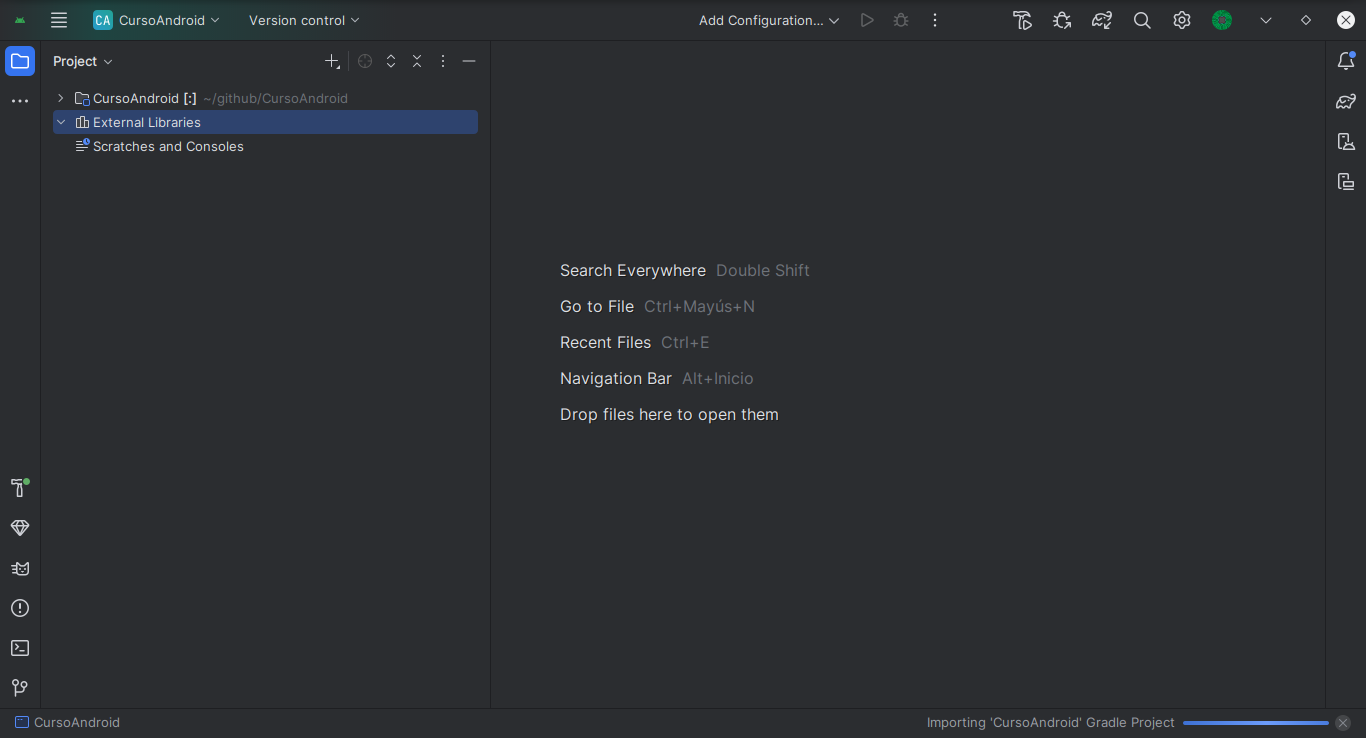 CA CursoAndroid Version control Add Configuration...
Project
CursoAndroid [:] ~/github/CursoAndroid
External Libraries
Scratches and Consoles
Search Everywhere Double Shift
Go to File Ctrl+Mayús+N
Recent Files Ctrl+E
Navigation Bar Alt+Inicio
Drop files here to open them
CursoAndroid Importing 'CursoAndroid' Gradle Project